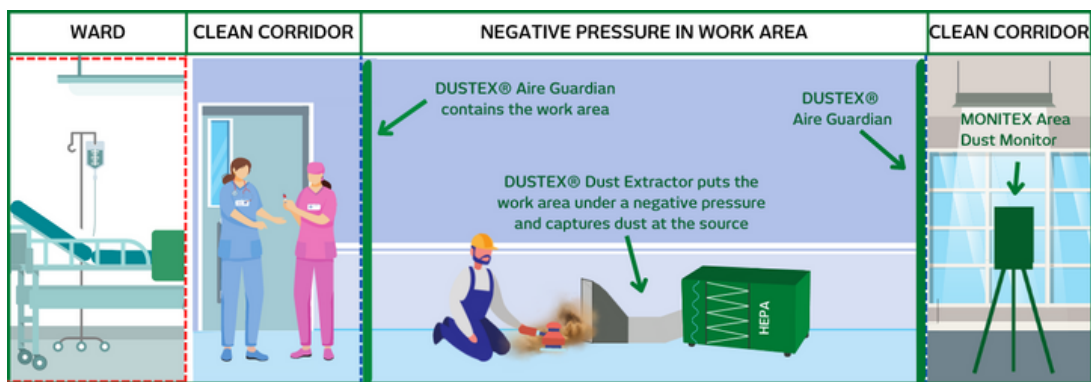 WARD
CLEAN CORRIDOR
NEGATIVE PRESSURE IN WORK AREA
CLEAN CORRIDOR
DUSTEX® Aire Guardian
contains the work area
DUSTEX® Dust Extractor puts the
work area under a negative pressure
and captures dust at the source
HEPA
DUSTEX®
Aire Guardian
MONITEX Area
Dust Monitor